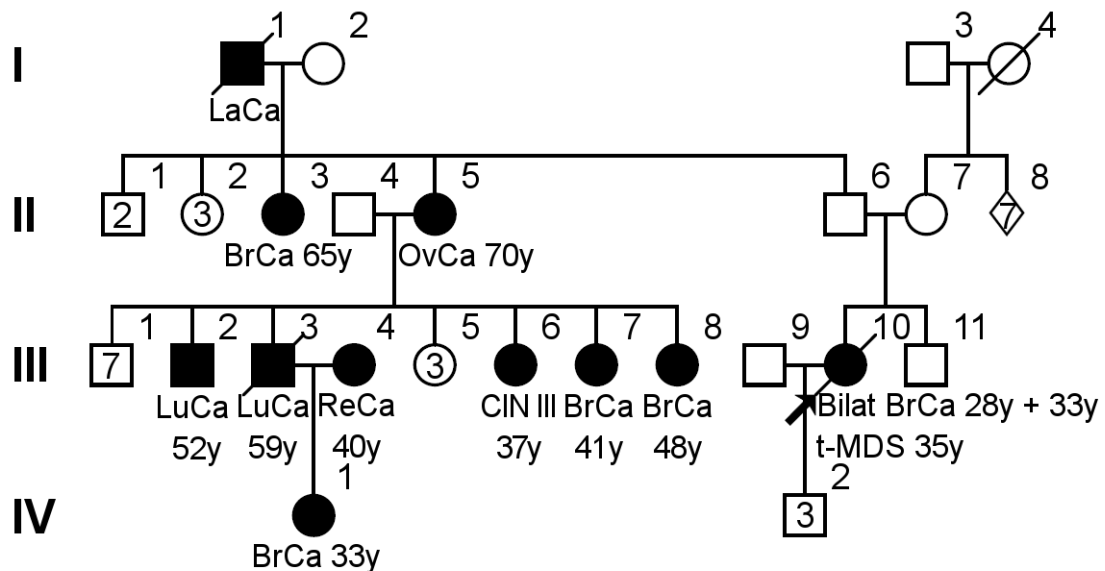 I 1 2 3 4
LaCa
1 2 3 4 5 6 7 8
II 2 3 7
BrCa 65y OvCa 70y
1 2 3 4 5 6 7 8 9 10 11
III 7 3
LuCa LuCa ReCa CIN III BrCa BrCa Bilat BrCa 28y + 33y
52y 59y 40y 37y 41y 48y t-MDS 35y
1 2
IV 3
BrCa 33y